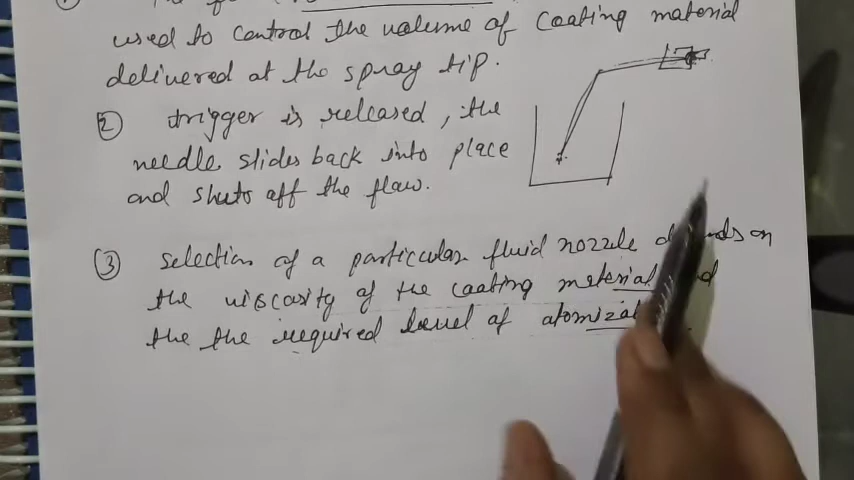 used to control the volume of coating material
delivered at the spray tip.
② trigger is released, the
needle slides back into place
and shuts off the flow.
③ selection of a particular fluid nozzle on
the viscosity of the coating material
the the required level of